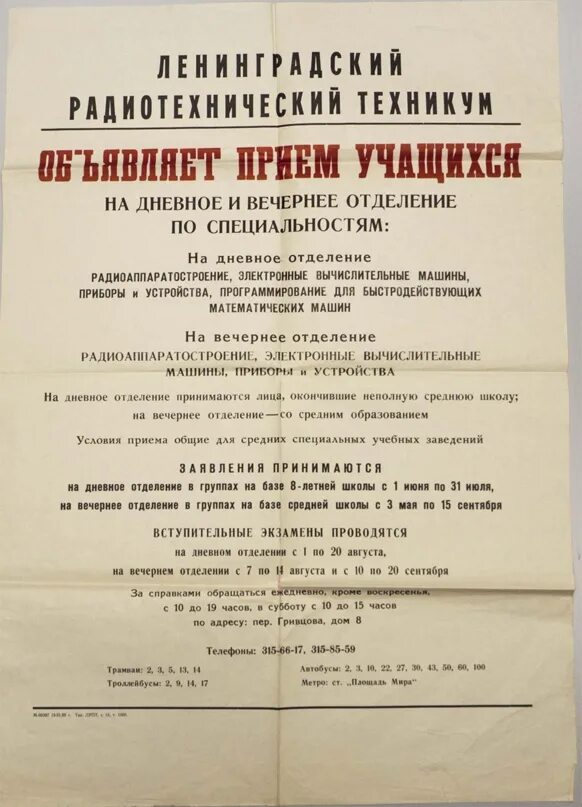 ЛЕНИНГРАДСКИЙ
РАДИОТЕХНИЧЕСКИЙ ТЕХНИКУМ
ОБЪЯВЛЯЕТ ПРИЕМ УЧАЩИХСЯ
НА ДНЕВНОЕ И ВЕЧЕРНЕЕ ОТДЕЛЕНИЕ
ПО СПЕЦИАЛЬНОСТЯМ:
На дневное отделение
РАДИОАППАРАТОСТРОЕНИЕ, ЭЛЕКТРОННЫЕ ВЫЧИСЛИТЕЛЬНЫЕ МАШИНЫ,
ПРИБОРЫ и УСТРОЙСТВА, ПРОГРАММИРОВАНИЕ ДЛЯ БЫСТРОДЕЙСТВУЮЩИХ
МАТЕМАТИЧЕСКИХ МАШИН
На вечернее отделение
РАДИОАППАРАТОСТРОЕНИЕ, ЭЛЕКТРОННЫЕ ВЫЧИСЛИТЕЛЬНЫЕ
МАШИНЫ, ПРИБОРЫ и УСТРОЙСТВА
На дневное отделение принимаются лица, окончившие неполную среднюю школу;
на вечернее отделение — со средним образованием
Условия приема общие для средних специальных учебных заведений
ЗАЯВЛЕНИЯ ПРИНИМАЮТСЯ
на дневное отделение в группах на базе 8-летней школы с 1 июня по 31 июля,
на вечернее отделение в группах на базе средней школы с 3 мая по 15 сентября
ВСТУПИТЕЛЬНЫЕ ЭКЗАМЕНЫ ПРОВОДЯТСЯ
на дневном отделении с 1 по 20 августа,
на вечернем отделении с 7 по 14 августа и с 10 по 20 сентября
За справками обращаться ежедневно, кроме воскресенья,
с 10 до 19 часов, в субботу с 10 до 15 часов
по адресу: пер. Гривцова, дом 8
Телефоны: 315-66-17, 315-85-59
Трамваи: 2, 3, 5, 13, 14
Троллейбусы: 2, 9, 14, 17
Автобусы: 2, 3, 10, 22, 27, 30, 43, 50, 60, 100
Метро: ст. „Площадь Мира"